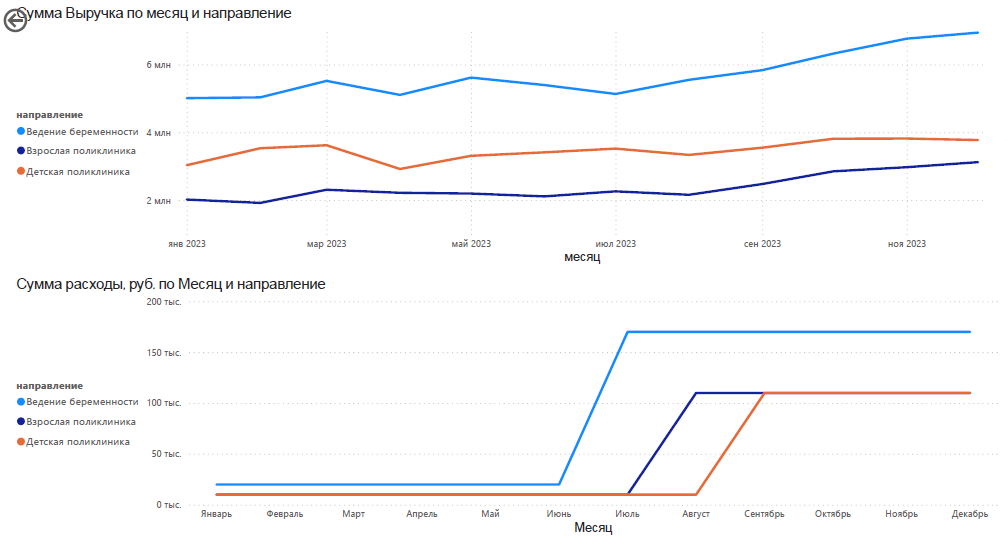 Сумма Выручка по месяц и направление
6 млн
направление
Ведение беременности
4 млн
Взрослая поликлиника
Детская поликлиника
2 млн
янв 2023 мар 2023 май 2023 июл 2023 сен 2023 ноя 2023
месяц
Сумма расходы, руб. по Месяц и направление
200 тыс.
150 тыс.
направление
Ведение беременности
100 тыс.
Взрослая поликлиника
Детская поликлиника
50 тыс.
0 тыс.
Январь Февраль Март Апрель Май Июнь Июль Август Сентябрь Октябрь Ноябрь Декабрь
Месяц